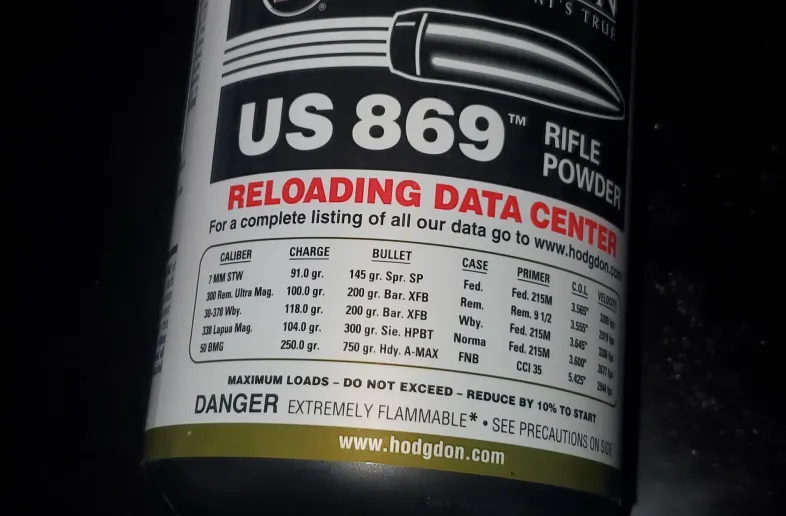 ®
'S TRUE
US 869™
RIFLE
POWDER
RELOADING DATA CENTER
For a complete listing of all our data go to www.hodgdon.com
CALIBER CHARGE BULLET CASE PRIMER C.O.L. VELOCITY
7 MM STW 91.0 gr. 145 gr. Spr. SP Fed. Fed. 215M 3.565"
300 Rem. Ultra Mag. 100.0 gr. 200 gr. Bar. XFB Rem. Rem. 9 1/2 3.555"
30-378 Wby. 118.0 gr. 200 gr. Bar. XFB Wby. Fed. 215M 3.645"
338 Lapua Mag. 104.0 gr. 300 gr. Sie. HPBT Norma Fed. 215M 3.600"
50 BMG 250.0 gr. 750 gr. Hdy. A-MAX FNB CCI 35 5.425"
MAXIMUM LOADS – DO NOT EXCEED – REDUCE BY 10% TO START
DANGER EXTREMELY FLAMMABLE* • SEE PRECAUTIONS ON SIDE
www.hodgdon.com